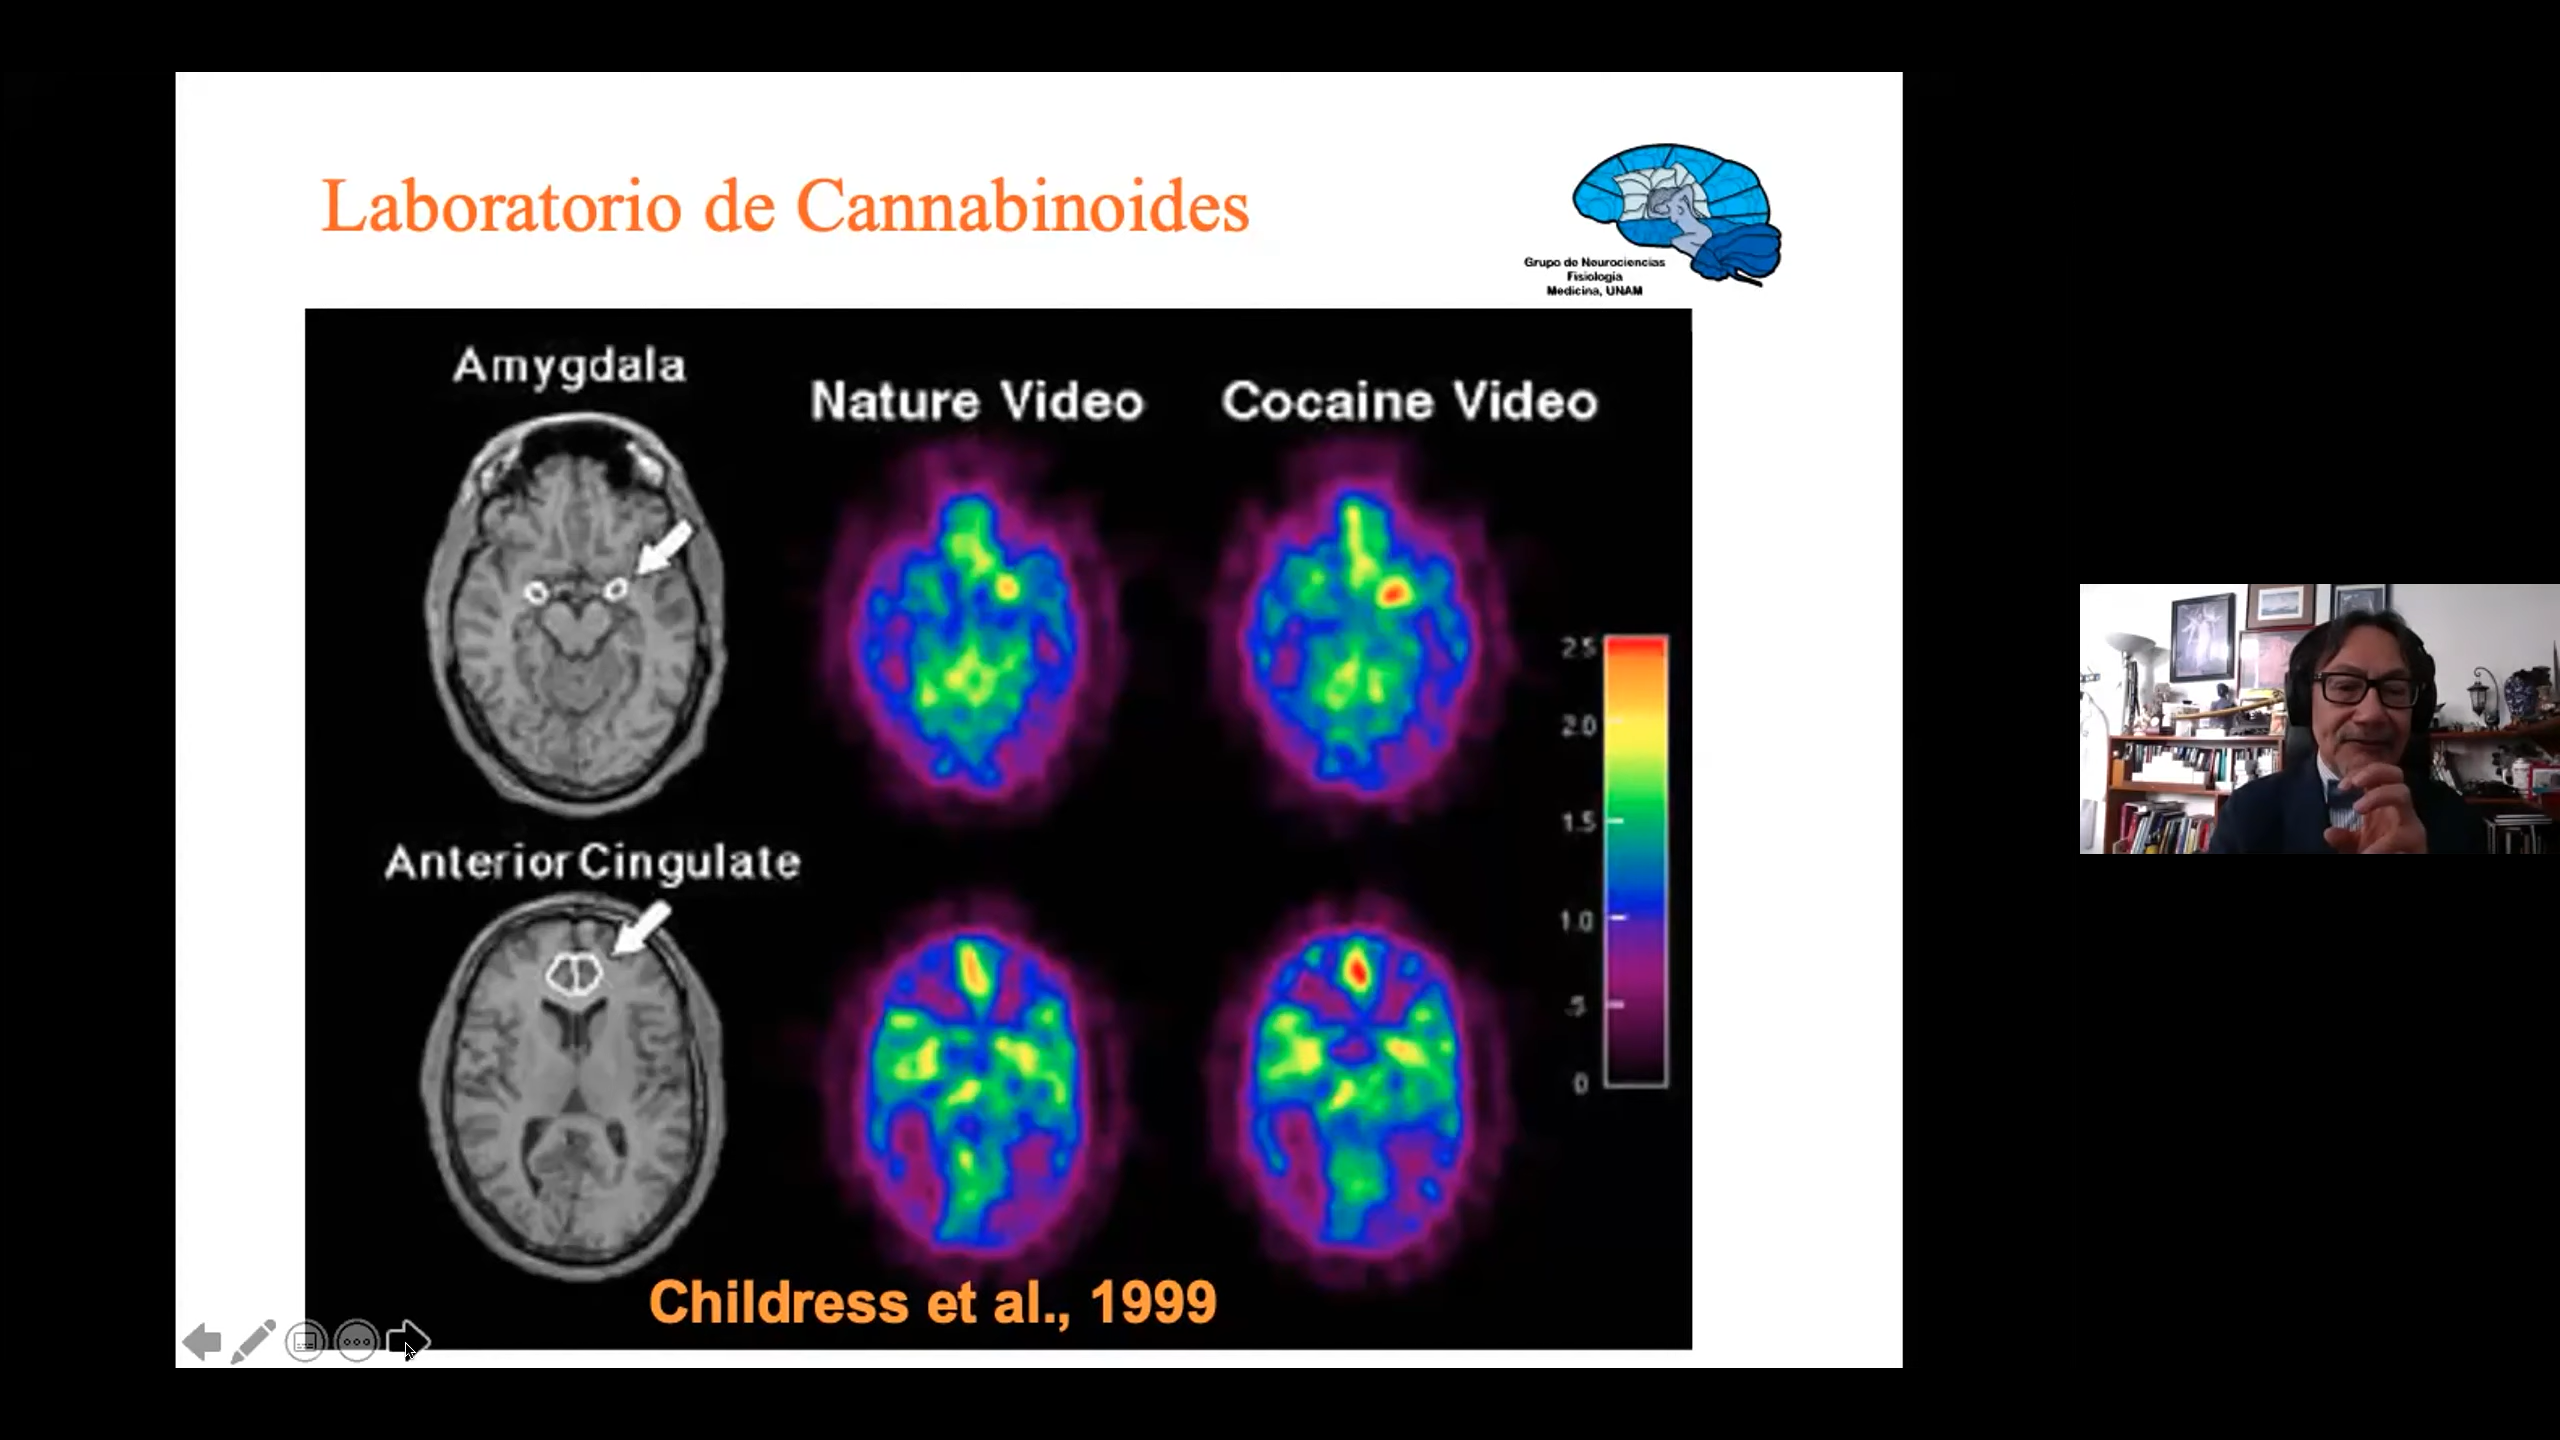 Laboratorio de Cannabinoides
Grupo de Neurociencias
Fisiología
Medicina, UNAM
Amygdala
Nature Video
Cocaine Video
2.5
2.0
1.5
1.0
.5
0
Anterior Cingulate
Childress et al., 1999